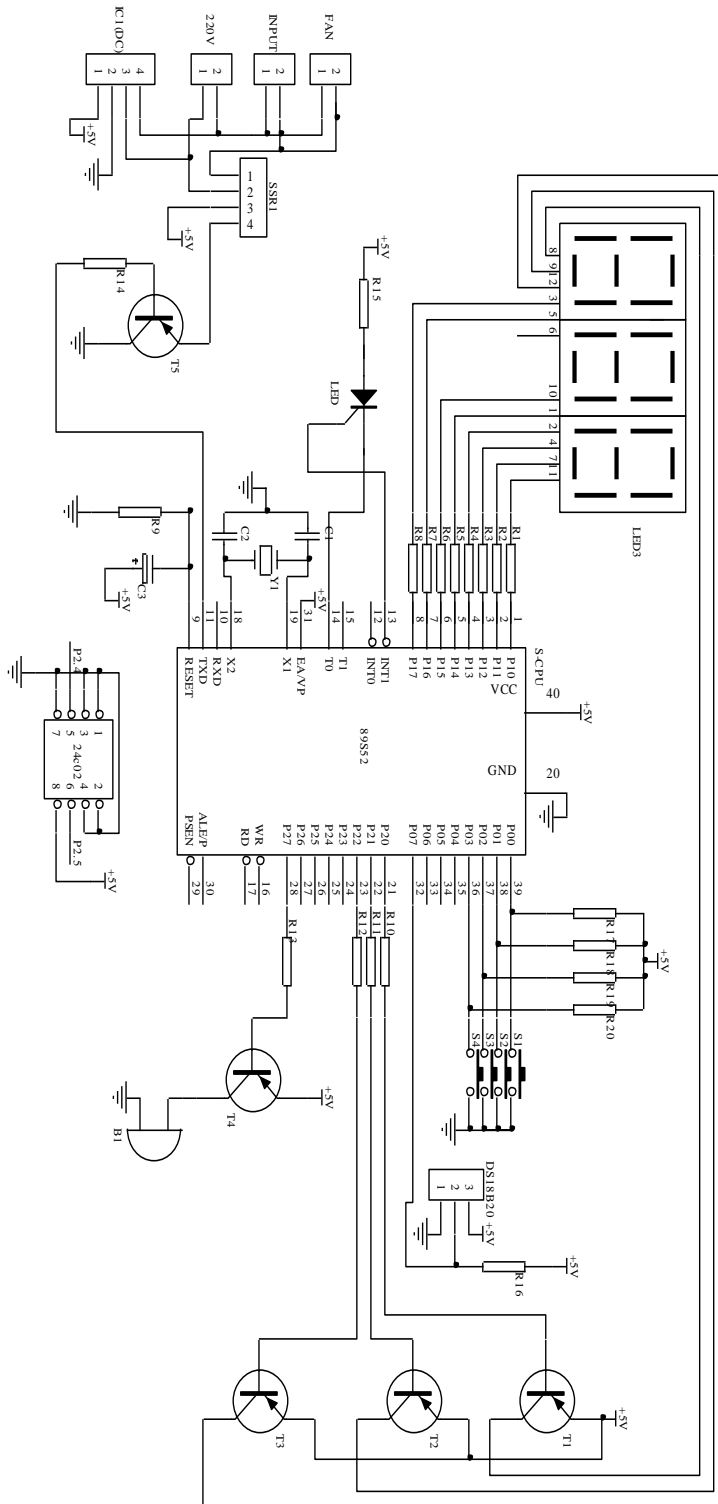 IC1(DC)
4
3
2
1
220V
2
1
INPUT
2
1
FAN
2
1
+5V
SSR1
1
2
3
4
+5V
R14
T5
+5V
R15
LED
8
9
12
3
5
6
10
1
2
4
7
11
LED3
R8
R7
R6
R5
R4
R3
R2
R1
R9
C3
+5V
C2
C1
Y1
+5V
9
11
10
18
19
31
14
15
12
13
8
7
6
5
4
3
2
1
S-CPU
RESET
TXD
RXD
X2
X1
EA/VP
T0
T1
INT0
INT1
P17
P16
P15
P14
P13
P12
P11
P10
VCC
40
+5V
89S52
GND
20
PSEN
ALE/P
RD
WR
P27
P26
P25
P24
P23
P22
P21
P20
P07
P06
P05
P04
P03
P02
P01
P00
29
30
17
16
28
27
26
25
24
23
22
21
32
33
34
35
36
37
38
39
P2.4
7
5
3
1
24c02
8
6
4
2
P2.5
+5V
R13
R12
R11
R10
R17
R18
R19
R20
+5V
S4
S3
S2
S1
T4
+5V
B1
DS18B20
1
2
3
+5V
R16
+5V
T3
T2
T1
+5V